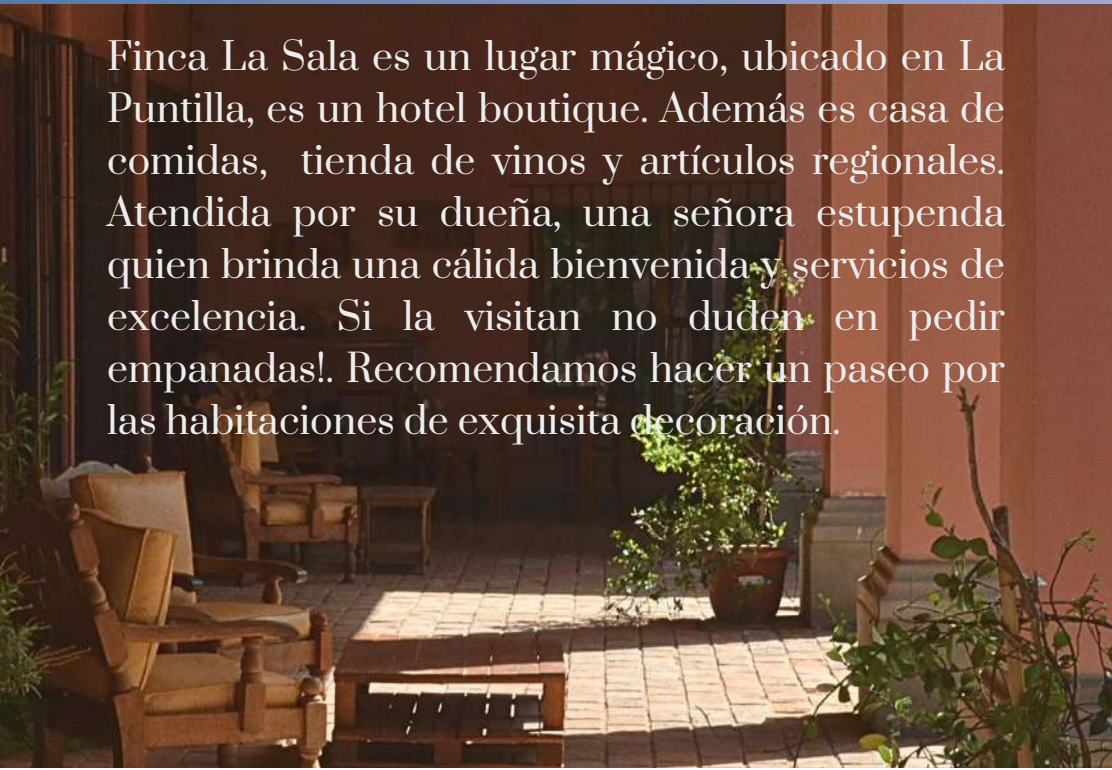 Finca La Sala es un lugar mágico, ubicado en La
Puntilla, es un hotel boutique. Además es casa de
comidas, tienda de vinos y artículos regionales.
Atendida por su dueña, una señora estupenda
quien brinda una cálida bienvenida y servicios de
excelencia. Si la visitan no duden en pedir
empanadas!. Recomendamos hacer un paseo por
las habitaciones de exquisita decoración.